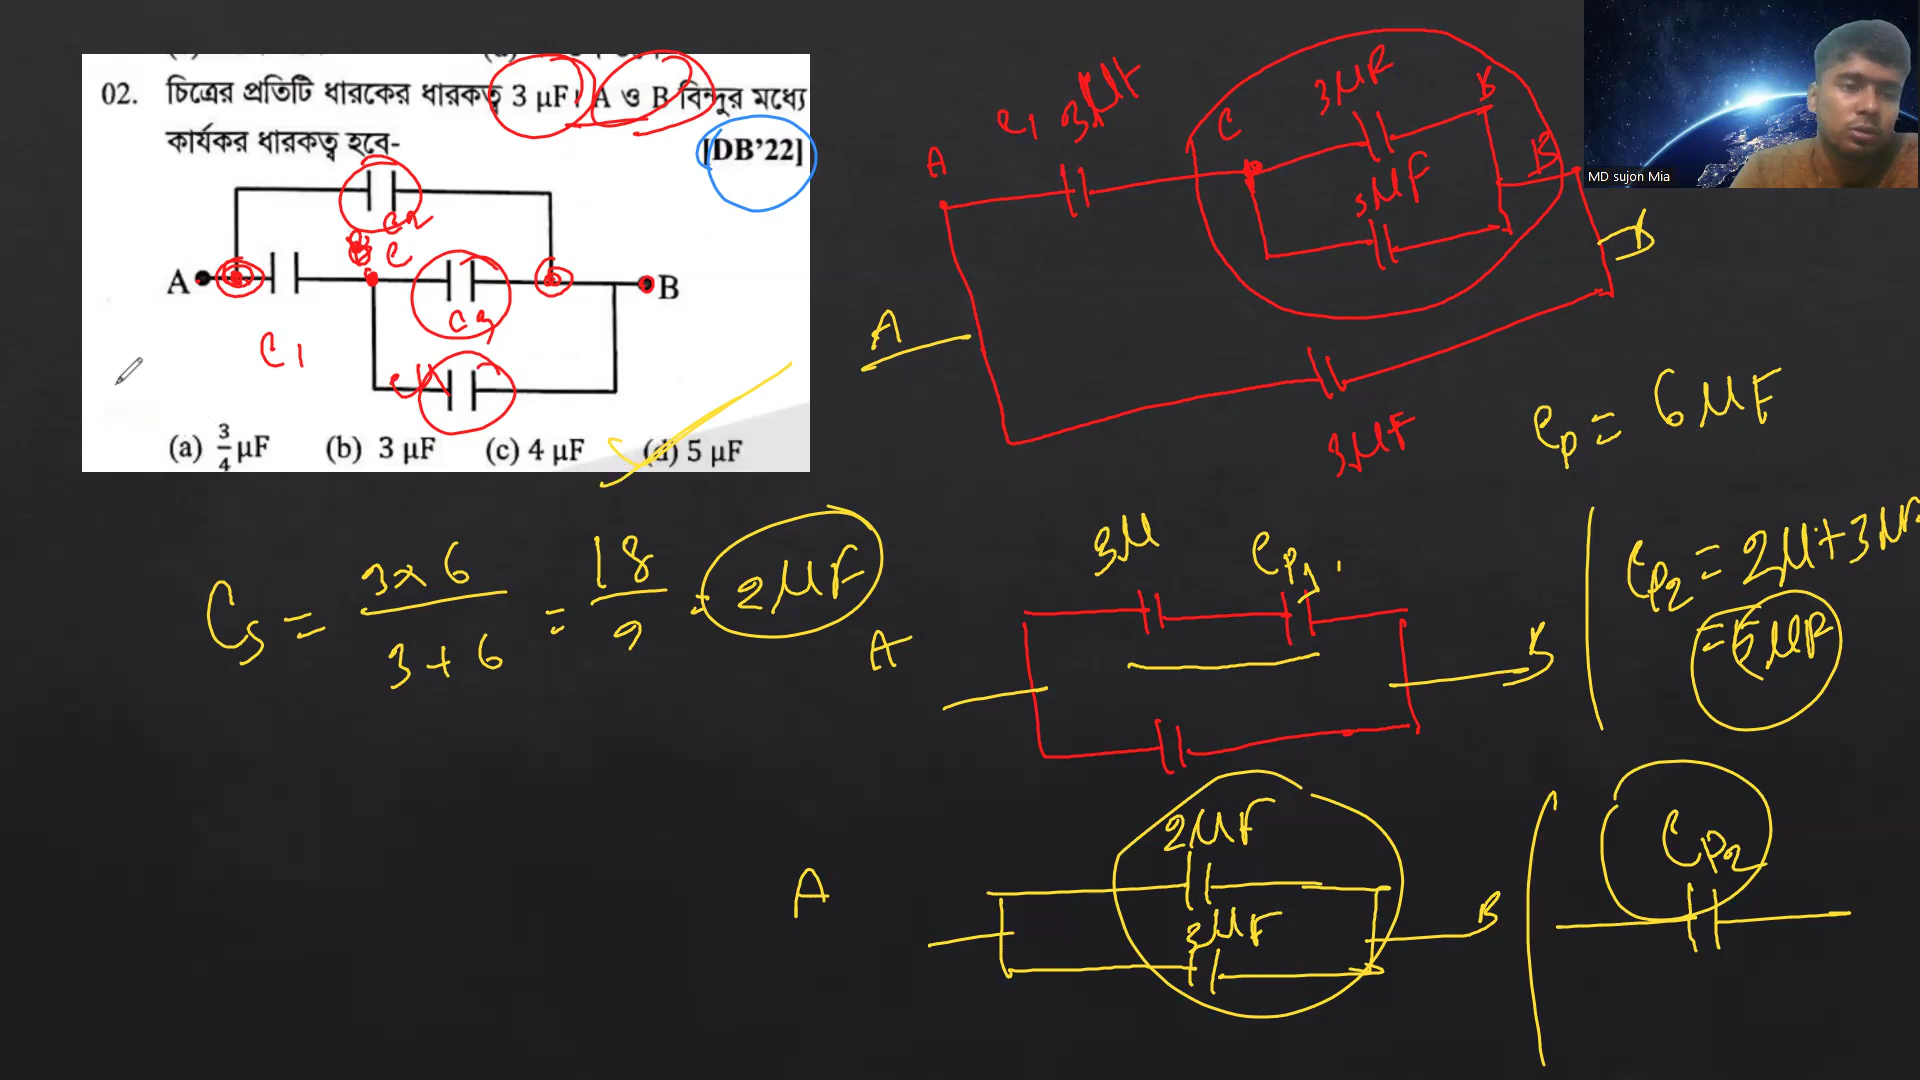 02. চিত্রের প্রতিটি ধারকের ধারকত্ব 3 μF। A ও B বিন্দুর মধ্যে
কার্যকর ধারকত্ব হবে-
[DB'22]
C2
C
A
B
C3
C1
C4
(a) 3/4 μF (b) 3 μF (c) 4 μF (d) 5 μF
Cs = 3×6 / 3+6 = 18/9 = 2μF
A
C1 3μf
C
3μF
B
3μF
B
B
A
3μF
Cp = 6μF
3μ
Cp1
A
B
Cp2 = 2μ+3μF
= 5μF
A
2μF
3μF
B
Cp2
MD sujon Mia